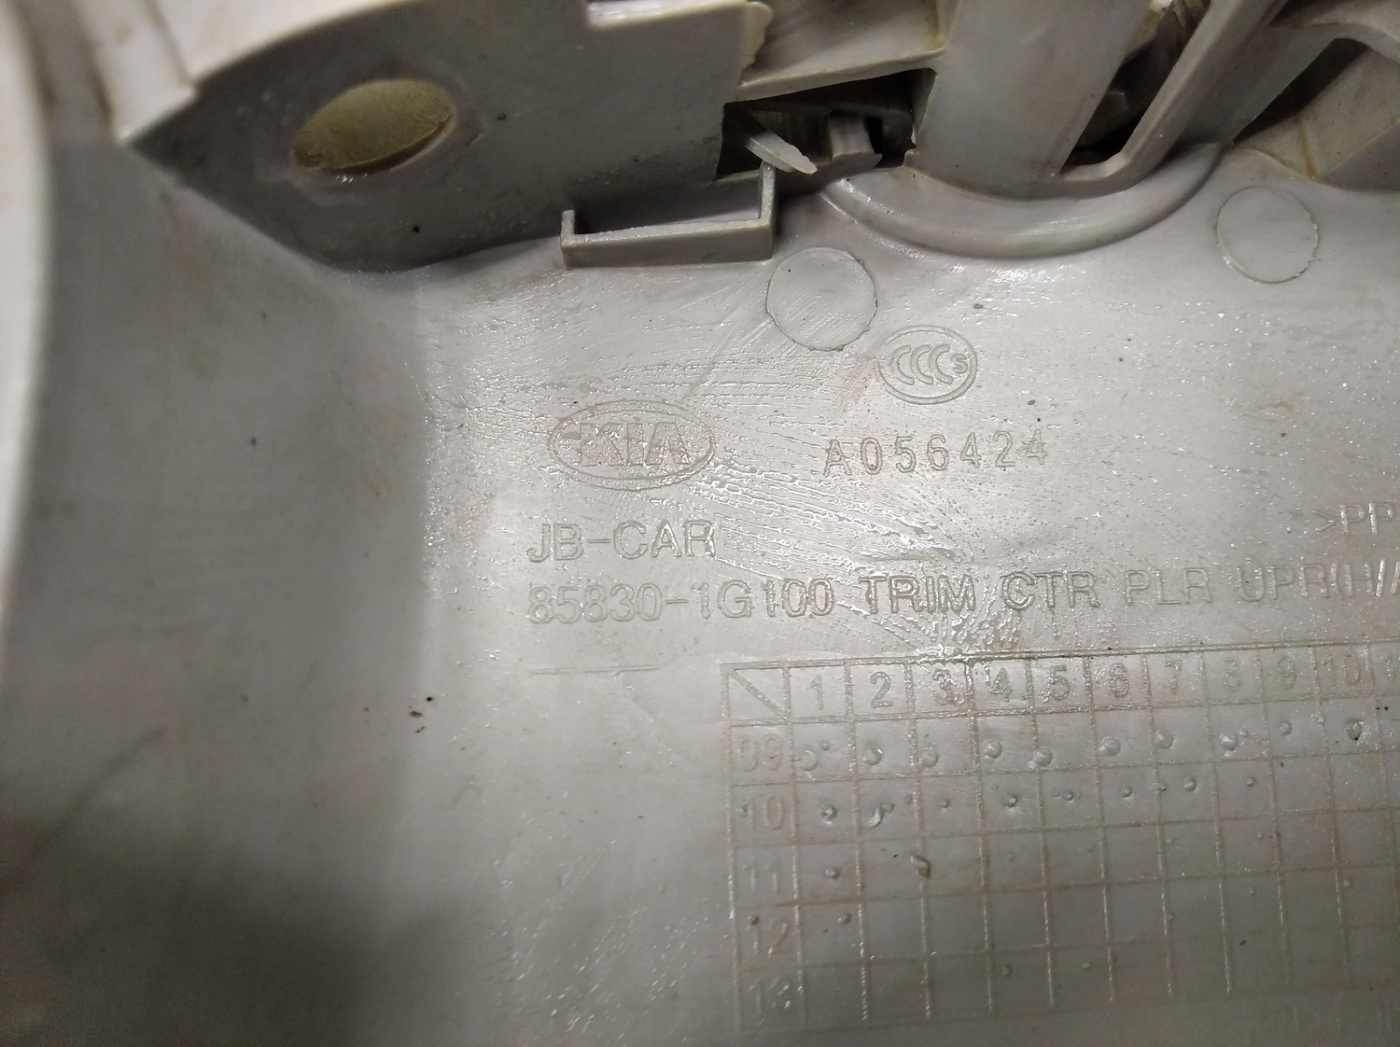 CCC S
KIA
A056424
JB-CAR
>PP
85830-1G100 TRIM CTR PLR UPR(H/
1 2 3 4 5 6 7 8 9 10
09
10
11
12
13